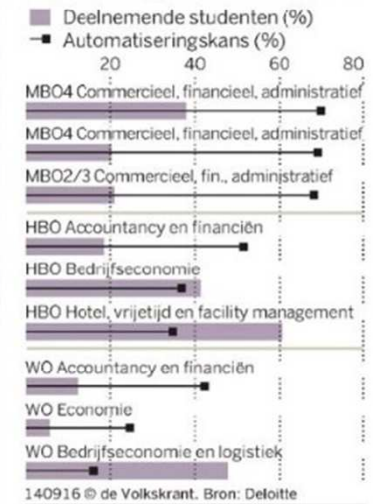 Deelnemende studenten (%)
Automatiseringskans (%)
20 40 60 80
MBO4 Commercieel, financieel, administratief
MBO4 Commercieel, financieel, administratief
MBO2/3 Commercieel, fin., administratief
HBO Accountancy en financiën
HBO Bedrijfseconomie
HBO Hotel, vrijetijd en facility management
WO Accountancy en financiën
WO Economie
WO Bedrijfseconomie en logistiek
140916 © de Volkskrant. Bron: Deloitte